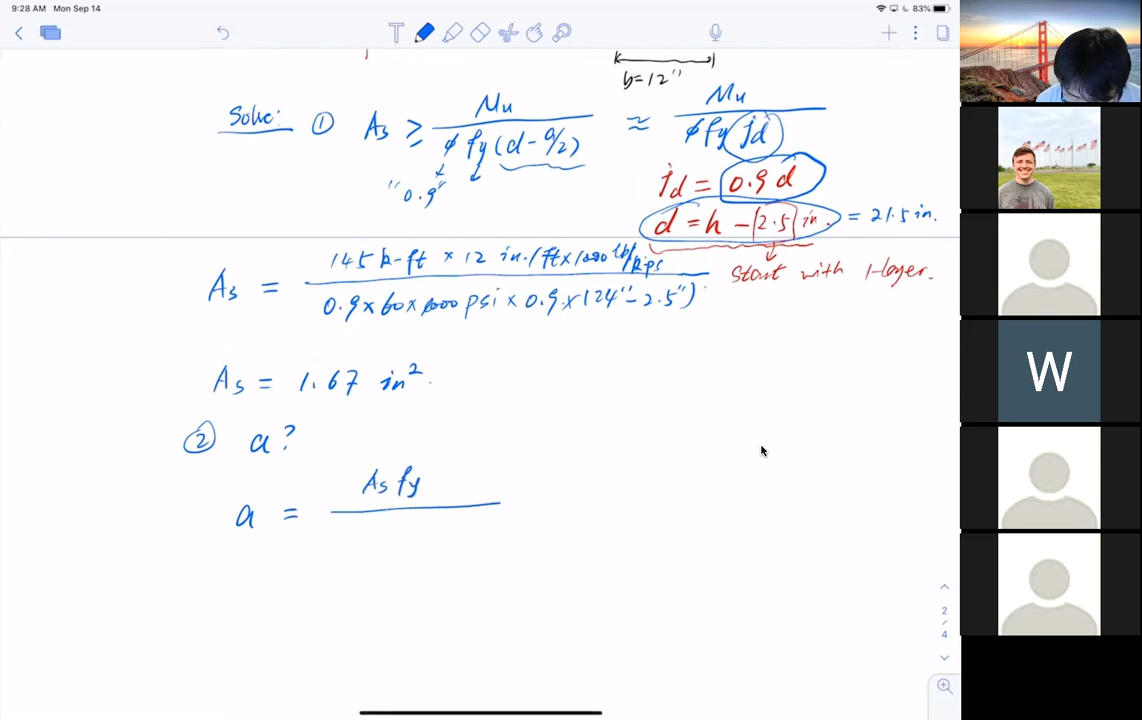 9:28 AM Mon Sep 14
83%
b=12"
Solve: ① As ≥ Mu / φ fy (d - a/2) ≈ Mu / φ fy jd
"0.9"
jd = 0.9 d
d = h - 2.5 in. = 21.5 in.
start with 1-layer.
As = 145 k-ft × 12 in./ft × 1000 lb/kips / 0.9 × 60 × 1000 psi × 0.9 × (24" - 2.5")
As = 1.67 in²
② a?
a = As fy
2
/
4
W